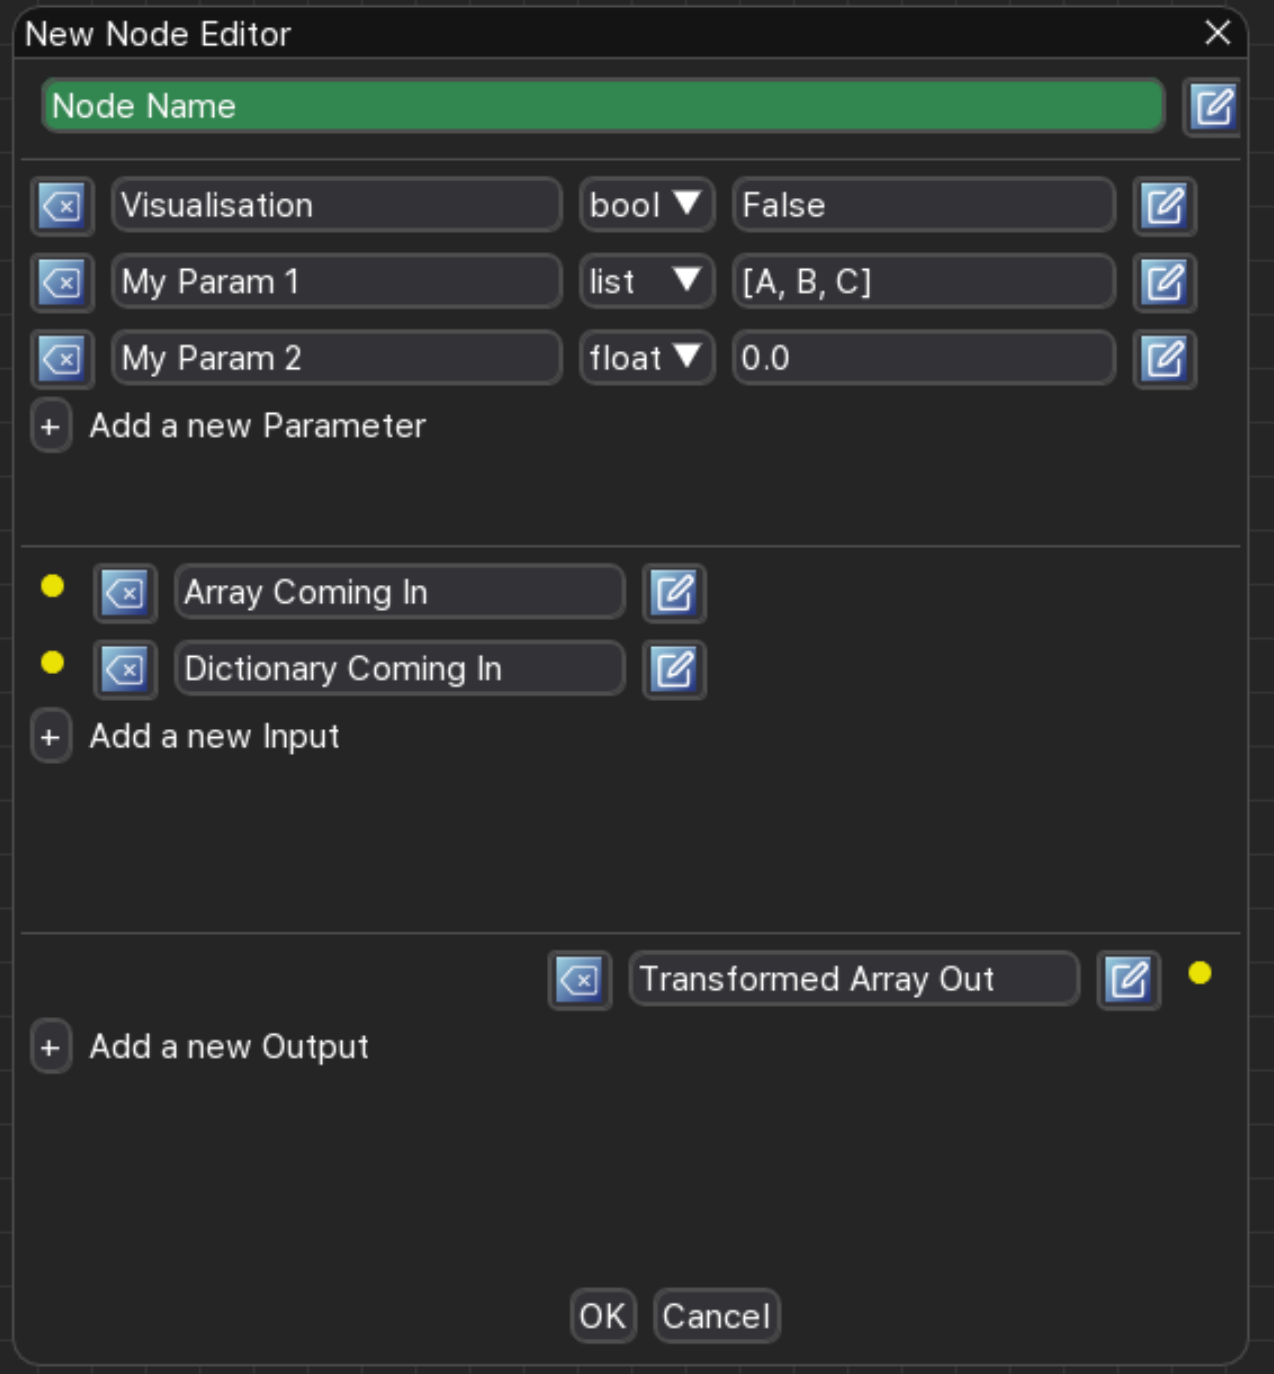 New Node Editor
Node Name
Visualisation bool False
My Param 1 list [A, B, C]
My Param 2 float 0.0
+ Add a new Parameter
Array Coming In
Dictionary Coming In
+ Add a new Input
Transformed Array Out
+ Add a new Output
OK Cancel